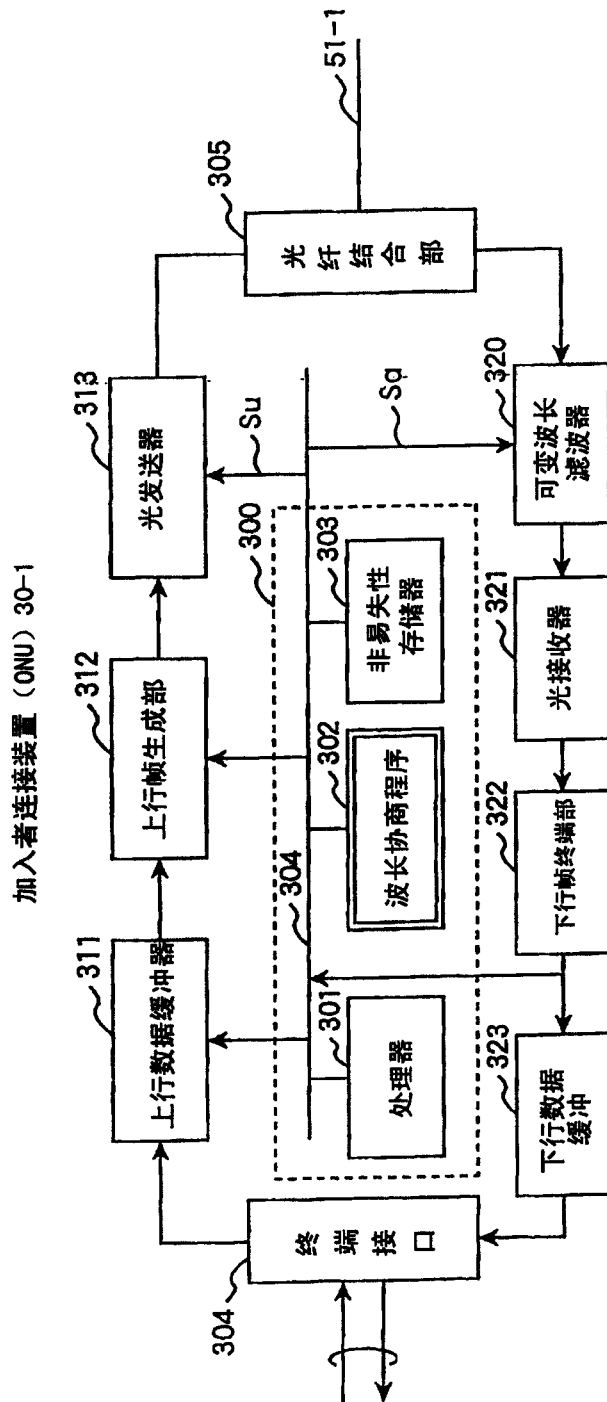 加入者连接装置（ONU）30-1
311
上行数据缓冲器
312
上行帧生成部
313
光发送器
305
光纤结合部
51-1
Su
Sa
300
304
301
处理器
302
波长协商程序
303
非易失性
存储器
304
终端接口
323
下行数据
缓冲
322
下行帧终端部
321
光接收器
320
可变波长
滤波器